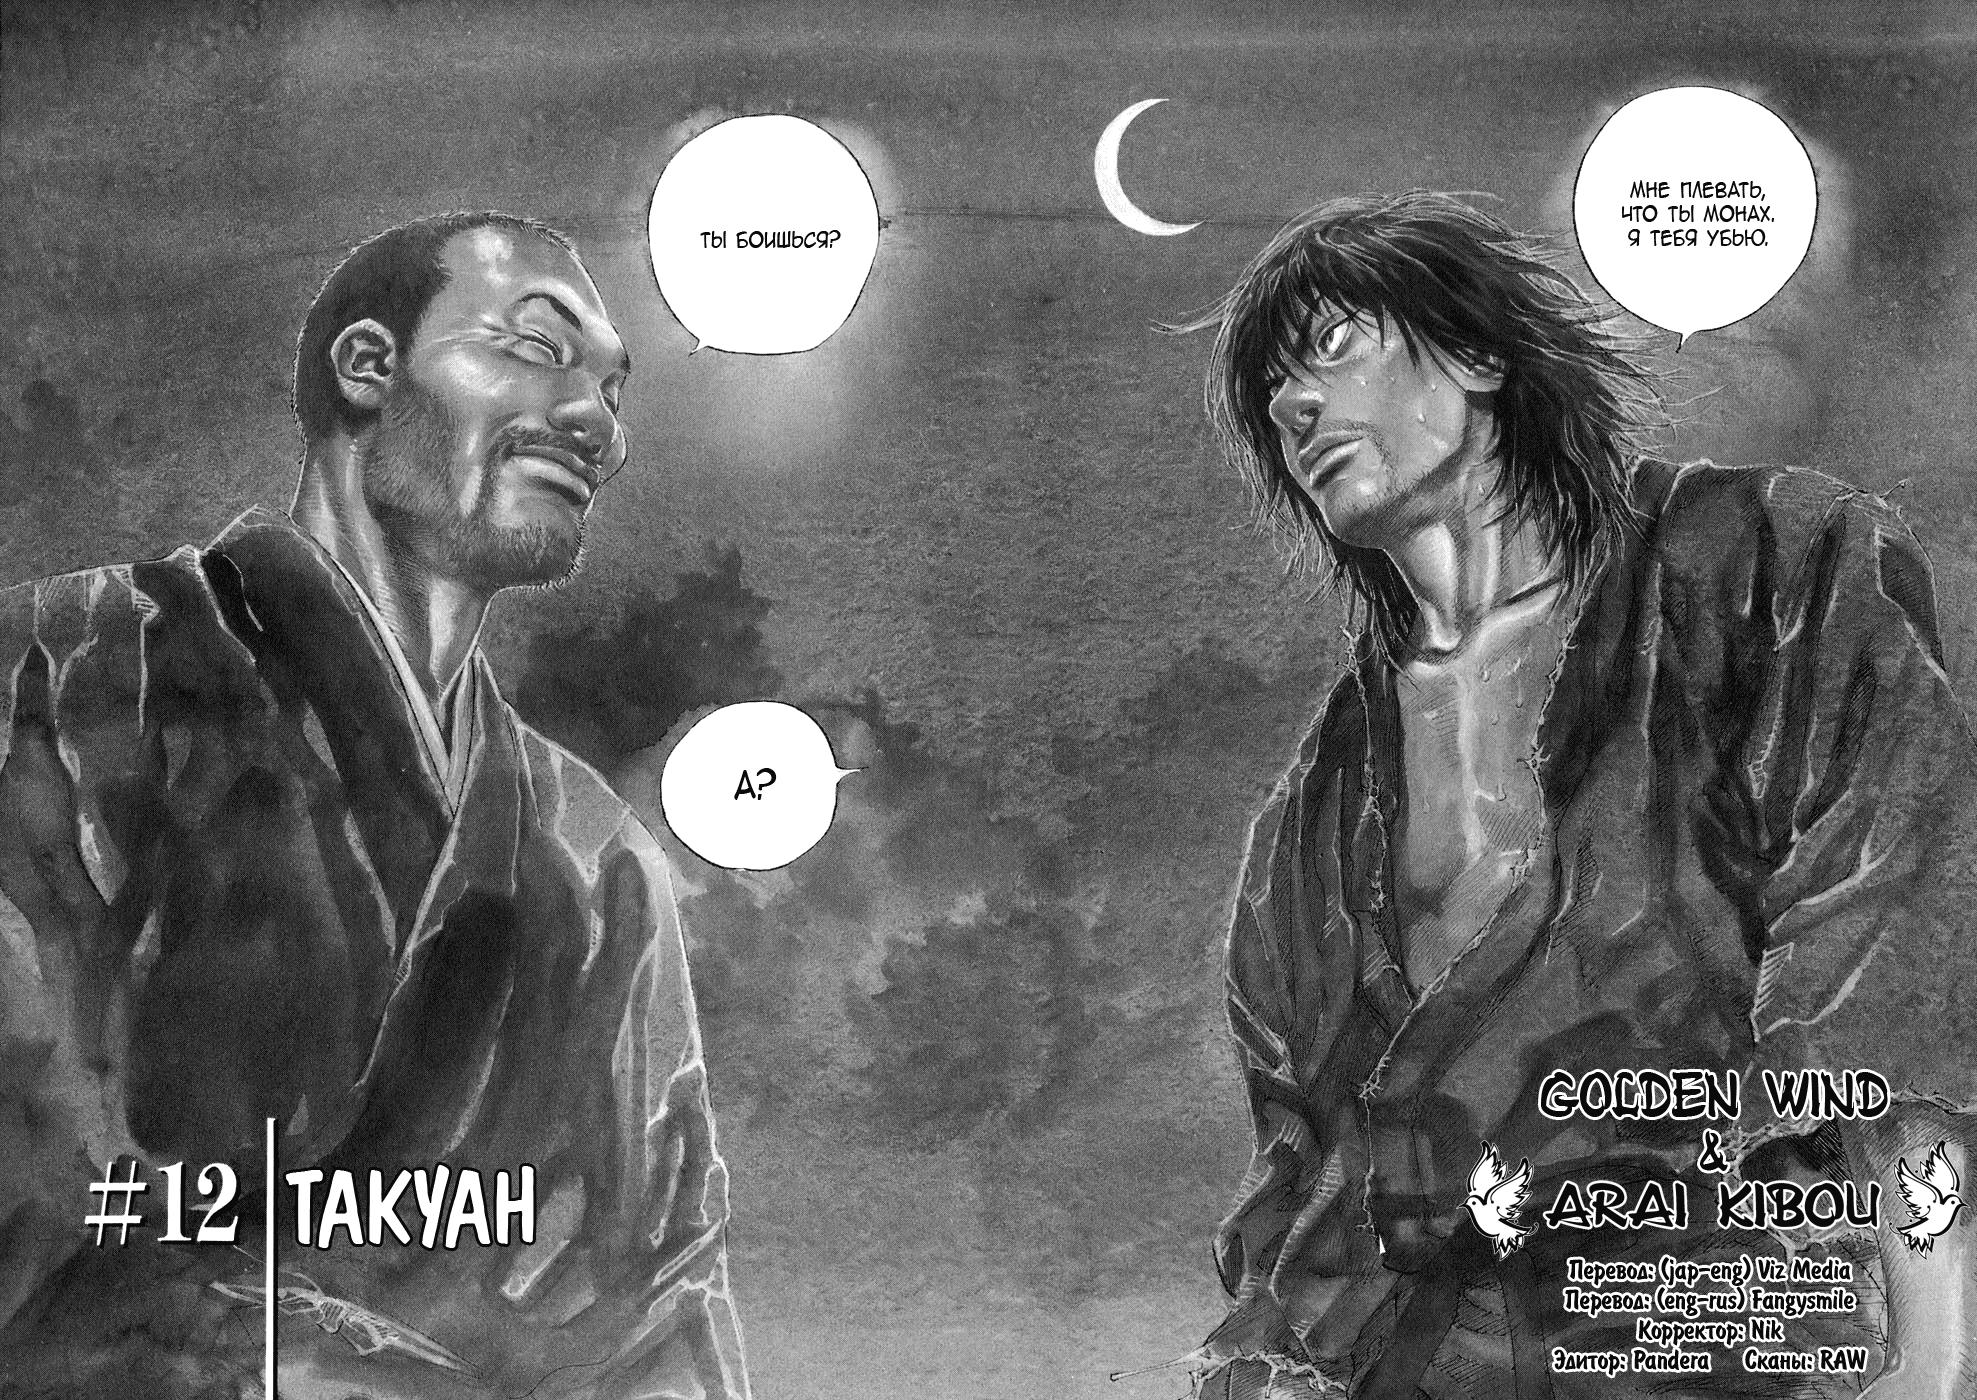 МНЕ ПЛЕВАТЬ,
ЧТО ТЫ МОНАХ.
Я ТЕБЯ УБЬЮ.
ТЫ БОИШЬСЯ?
А?
#12
ТАКУАН
GOLDEN WIND
&
ARAI KIBOU
Перевод: (jap-eng) Viz Media
Перевод: (eng-rus) Fangysmile
Корректор: Nik
Эдитор: Pandera Сканы: RAW